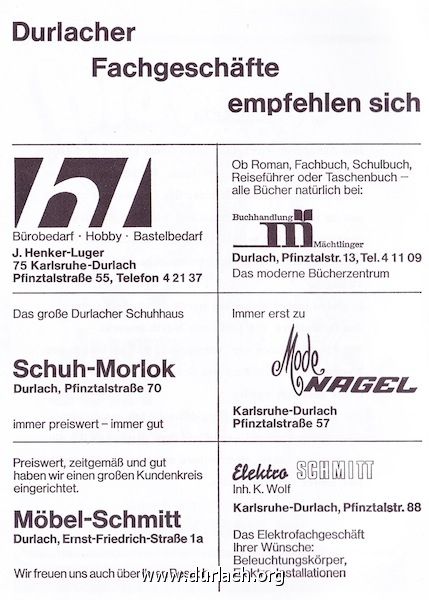 Durlacher
Fachgeschäfte
empfehlen sich
hl
Bürobedarf · Hobby · Bastelbedarf
J. Henker-Luger
75 Karlsruhe-Durlach
Pfinztalstraße 55, Telefon 4 21 37
Ob Roman, Fachbuch, Schulbuch,
Reiseführer oder Taschenbuch –
alle Bücher natürlich bei:
Buchhandlung
m
Mächtlinger
Durlach, Pfinztalstr. 13, Tel. 4 11 09
Das moderne Bücherzentrum
Das große Durlacher Schuhhaus
Schuh-Morlok
Durlach, Pfinztalstraße 70
immer preiswert – immer gut
Immer erst zu
Mode
NAGEL
Karlsruhe-Durlach
Pfinztalstraße 57
Preiswert, zeitgemäß und gut
haben wir einen großen Kundenkreis
eingerichtet.
Möbel-Schmitt
Durlach, Ernst-Friedrich-Straße 1a
Wir freuen uns auch über
Elektro SCHMITT
Inh. K. Wolf
Karlsruhe-Durlach, Pfinztalstr. 88
Das Elektrofachgeschäft
Ihrer Wünsche:
Beleuchtungskörper,
www.durlach.org